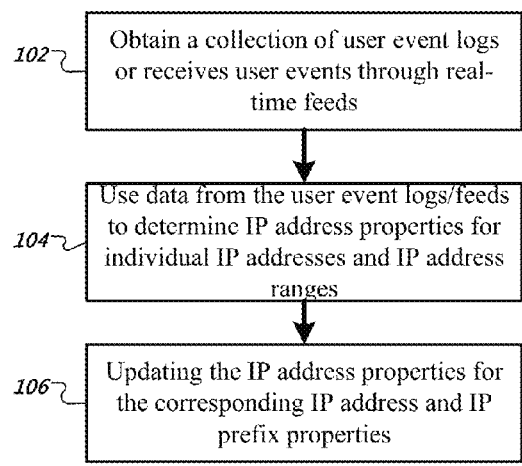 102
Obtain a collection of user event logs
or receives user events through real-
time feeds
104
Use data from the user event logs/feeds
to determine IP address properties for
individual IP addresses and IP address
ranges
106
Updating the IP address properties for
the corresponding IP address and IP
prefix properties